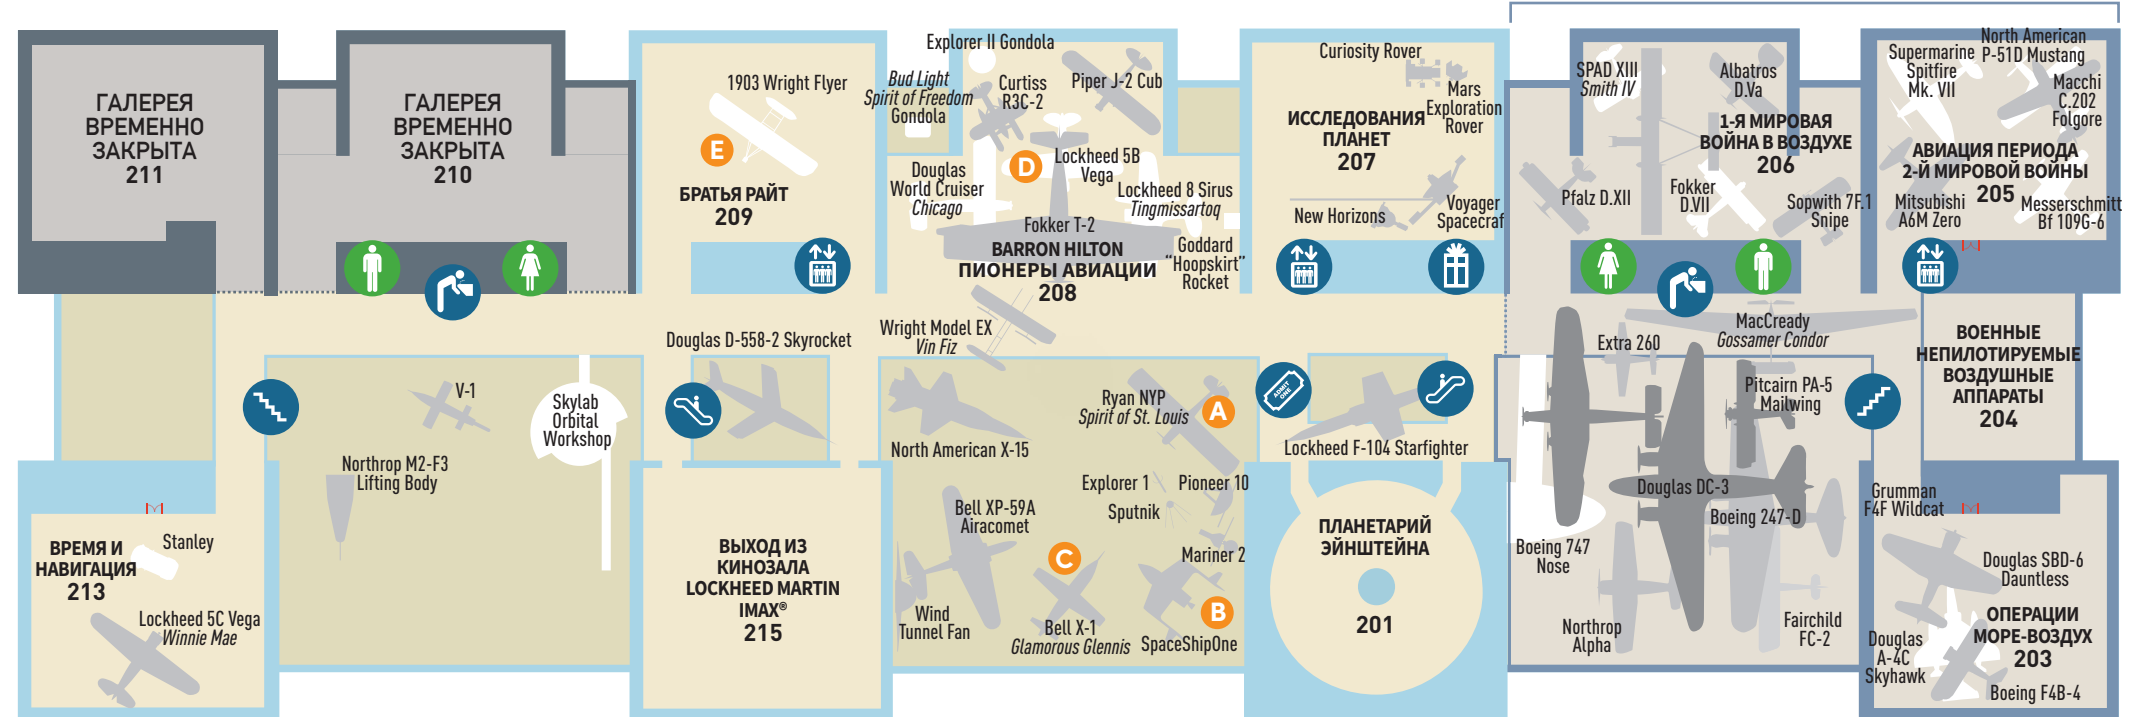 ГАЛЕРЕЯ
ВРЕМЕННО
ЗАКРЫТА
211
ГАЛЕРЕЯ
ВРЕМЕННО
ЗАКРЫТА
210
1903 Wright Flyer
E
БРАТЬЯ РАЙТ
209
Explorer II Gondola
Bud Light
Spirit of Freedom
Gondola
Curtiss
R3C-2
Piper J-2 Cub
D
Lockheed 5B
Vega
Douglas
World Cruiser
Chicago
Lockheed 8 Sirus
Tingmissartoq
Fokker T-2
BARRON HILTON
ПИОНЕРЫ АВИАЦИИ
208
Goddard
“Hoopskirt”
Rocket
Wright Model EX
Vin Fiz
Curiosity Rover
Mars
Exploration
Rover
ИССЛЕДОВАНИЯ
ПЛАНЕТ
207
New Horizons
Voyager
Spacecraf
SPAD XIII
Smith IV
Albatros
D.Va
1-Я МИРОВАЯ
ВОЙНА В ВОЗДУХЕ
206
Pfalz D.XII
Fokker
D.VII
Sopwith 7F.1
Snipe
North American
P-51D Mustang
Supermarine
Spitfire
Mk. VII
Macchi
C.202
Folgore
АВИАЦИЯ ПЕРИОДА
2-Й МИРОВОЙ ВОЙНЫ
205
Mitsubishi
A6M Zero
Messerschmitt
Bf 109G-6
V-1
Skylab
Orbital
Workshop
Northrop M2-F3
Lifting Body
Douglas D-558-2 Skyrocket
North American X-15
Ryan NYP
Spirit of St. Louis
A
ADMIT
ONE
Lockheed F-104 Starfighter
Extra 260
MacCready
Gossamer Condor
Pitcairn PA-5
Mailwing
ВОЕННЫЕ
НЕПИЛОТИРУЕМЫЕ
ВОЗДУШНЫЕ
АППАРАТЫ
204
Stanley
ВРЕМЯ И
НАВИГАЦИЯ
213
Lockheed 5C Vega
Winnie Mae
ВЫХОД ИЗ
КИНОЗАЛА
LOCKHEED MARTIN
IMAX®
215
Bell XP-59A
Airacomet
Explorer 1
Pioneer 10
Sputnik
Mariner 2
C
B
Wind
Tunnel Fan
Bell X-1
Glamorous Glennis
SpaceShipOne
ПЛАНЕТАРИЙ
ЭЙНШТЕЙНА
201
Douglas DC-3
Boeing 247-D
Boeing 747
Nose
Northrop
Alpha
Fairchild
FC-2
Grumman
F4F Wildcat
Douglas SBD-6
Dauntless
ОПЕРАЦИИ
МОРЕ-ВОЗДУХ
203
Douglas
A-4C
Skyhawk
Boeing F4B-4